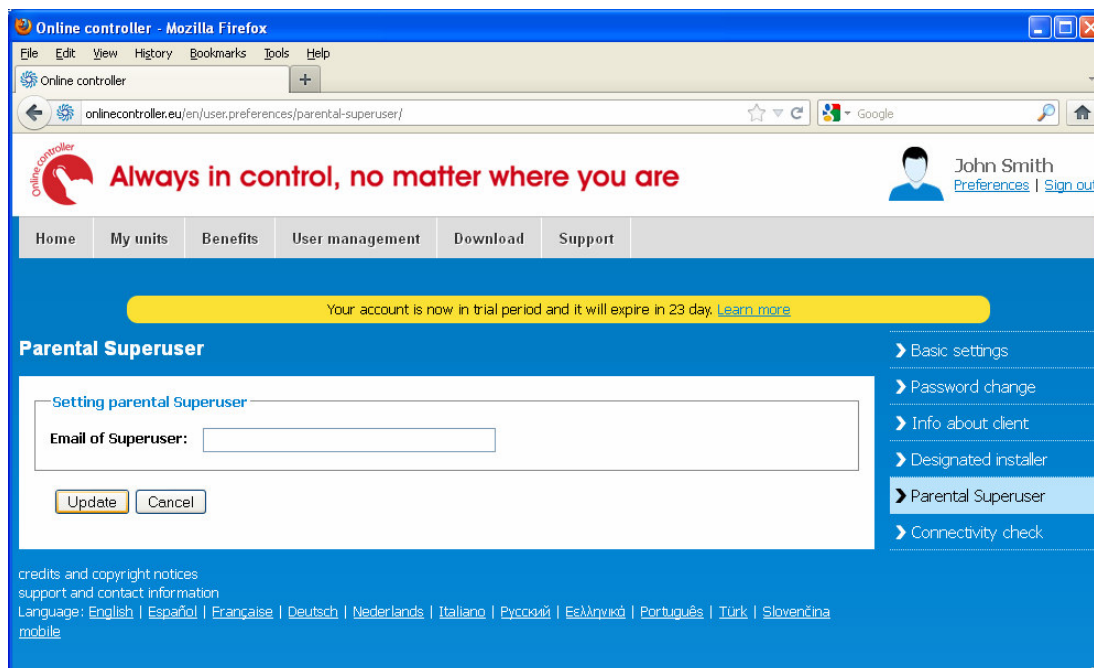 Online controller - Mozilla Firefox
File Edit View History Bookmarks Tools Help
Online controller +
onlinecontroller.eu/en/user.preferences/parental-superuser/ Google
Online controller
Always in control, no matter where you are
John Smith
Preferences | Sign out
Home My units Benefits User management Download Support
Your account is now in trial period and it will expire in 23 day. Learn more
Parental Superuser
Setting parental Superuser
Email of Superuser:
Update Cancel
Basic settings
Password change
Info about client
Designated installer
Parental Superuser
Connectivity check
credits and copyright notices
support and contact information
Language: English | Español | Française | Deutsch | Nederlands | Italiano | Русский | Εελληνικά | Português | Türk | Slovenčina
mobile